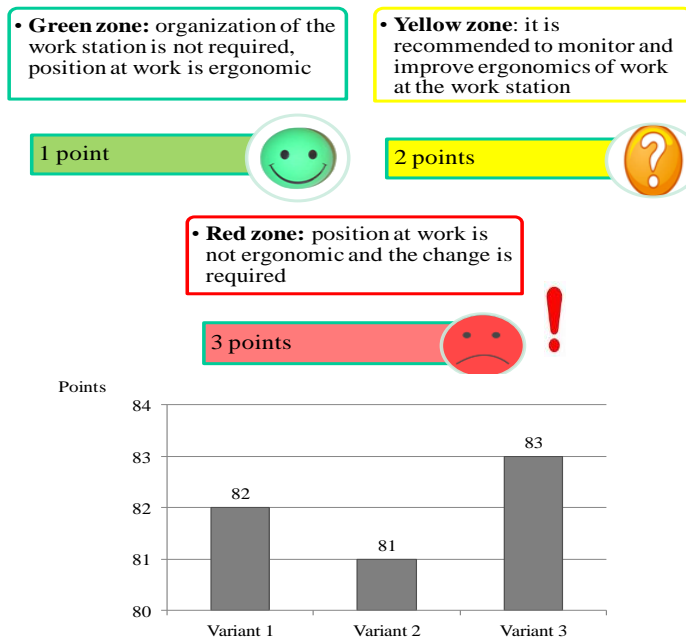 • Green zone: organization of the
work station is not required,
position at work is ergonomic
• Yellow zone: it is
recommended to monitor and
improve ergonomics of work
at the work station
1 point
2 points
?
• Red zone: position at work is
not ergonomic and the change is
required
3 points
!
Points
84
83
82
81
80
82
81
83
Variant 1
Variant 2
Variant 3